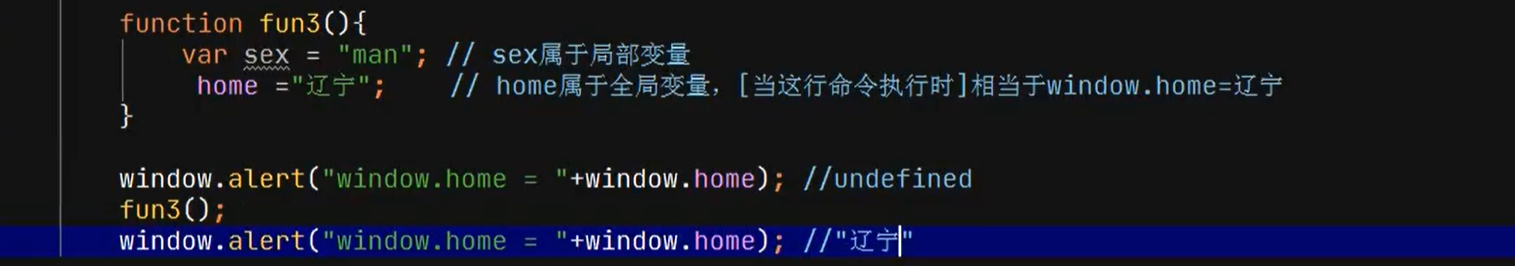 function fun3(){
var sex = "man"; // sex属于局部变量
home ="辽宁"; // home属于全局变量，[当这行命令执行时]相当于window.home=辽宁
}
window.alert("window.home = "+window.home); //undefined
fun3();
window.alert("window.home = "+window.home); //"辽宁"